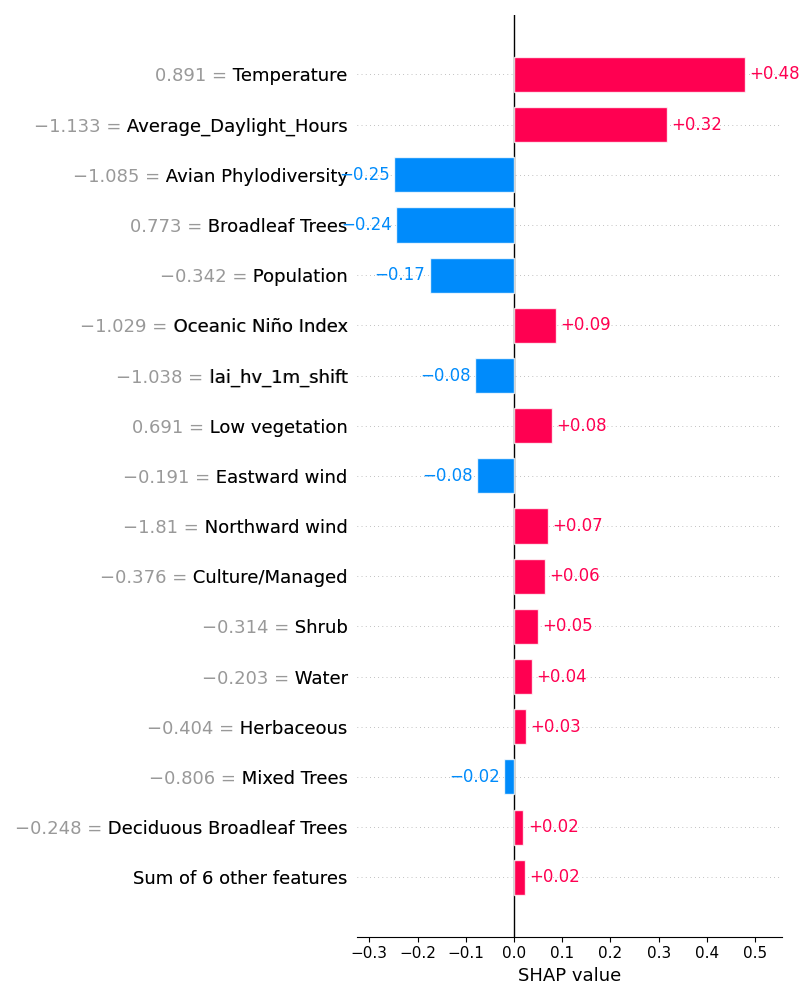 0.891 = Temperature +0.48
−1.133 = Average_Daylight_Hours +0.32
−1.085 = Avian Phylodiversity −0.25
0.773 = Broadleaf Trees −0.24
−0.342 = Population −0.17
−1.029 = Oceanic Niño Index +0.09
−1.038 = lai_hv_1m_shift −0.08
0.691 = Low vegetation +0.08
−0.191 = Eastward wind −0.08
−1.81 = Northward wind +0.07
−0.376 = Culture/Managed +0.06
−0.314 = Shrub +0.05
−0.203 = Water +0.04
−0.404 = Herbaceous +0.03
−0.806 = Mixed Trees −0.02
−0.248 = Deciduous Broadleaf Trees +0.02
Sum of 6 other features +0.02
−0.3 −0.2 −0.1 0.0 0.1 0.2 0.3 0.4 0.5
SHAP value